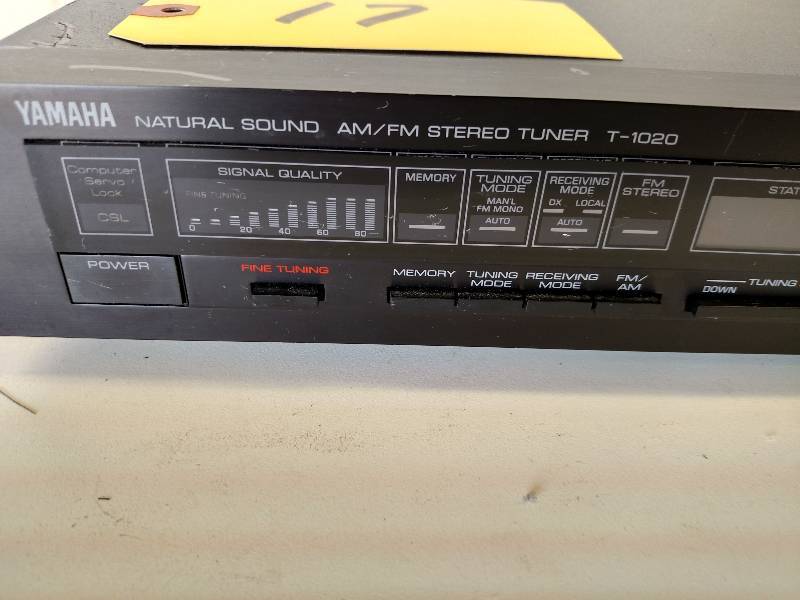 17
YAMAHA NATURAL SOUND AM/FM STEREO TUNER T-1020
Computer
Servo
Lock
CSL
SIGNAL QUALITY
FINE TUNING
0 20 40 60 80
MEMORY
TUNING
MODE
MAN'L
FM MONO
AUTO
RECEIVING
MODE
DX LOCAL
AUTO
FM
STEREO
STAT
POWER
FINE TUNING
MEMORY
TUNING
MODE
RECEIVING
MODE
FM/
AM
DOWN
TUNING